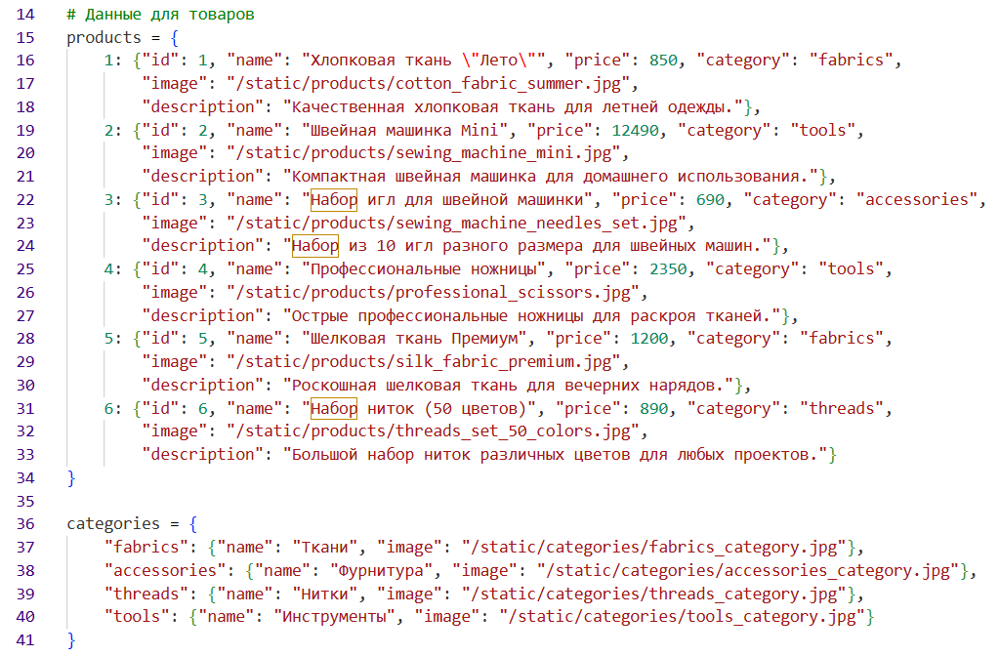 14 # Данные для товаров
15 products = {
16 1: {"id": 1, "name": "Хлопковая ткань \"Лето\"", "price": 850, "category": "fabrics",
17 "image": "/static/products/cotton_fabric_summer.jpg",
18 "description": "Качественная хлопковая ткань для летней одежды."},
19 2: {"id": 2, "name": "Швейная машинка Mini", "price": 12490, "category": "tools",
20 "image": "/static/products/sewing_machine_mini.jpg",
21 "description": "Компактная швейная машинка для домашнего использования."},
22 3: {"id": 3, "name": "Набор игл для швейной машинки", "price": 690, "category": "accessories",
23 "image": "/static/products/sewing_machine_needles_set.jpg",
24 "description": "Набор из 10 игл разного размера для швейных машин."},
25 4: {"id": 4, "name": "Профессиональные ножницы", "price": 2350, "category": "tools",
26 "image": "/static/products/professional_scissors.jpg",
27 "description": "Острые профессиональные ножницы для раскроя тканей."},
28 5: {"id": 5, "name": "Шелковая ткань Премиум", "price": 1200, "category": "fabrics",
29 "image": "/static/products/silk_fabric_premium.jpg",
30 "description": "Роскошная шелковая ткань для вечерних нарядов."},
31 6: {"id": 6, "name": "Набор ниток (50 цветов)", "price": 890, "category": "threads",
32 "image": "/static/products/threads_set_50_colors.jpg",
33 "description": "Большой набор ниток различных цветов для любых проектов."}
34 }
35
36 categories = {
37 "fabrics": {"name": "Ткани", "image": "/static/categories/fabrics_category.jpg"},
38 "accessories": {"name": "Фурнитура", "image": "/static/categories/accessories_category.jpg"},
39 "threads": {"name": "Нитки", "image": "/static/categories/threads_category.jpg"},
40 "tools": {"name": "Инструменты", "image": "/static/categories/tools_category.jpg"}
41 }